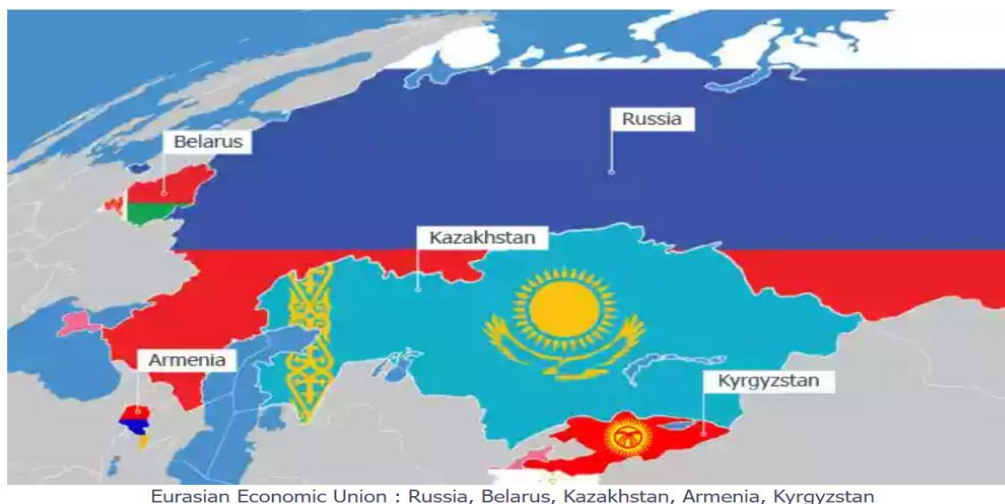 Russia
Belarus
Kazakhstan
Armenia
Kyrgyzstan
Eurasian Economic Union : Russia, Belarus, Kazakhstan, Armenia, Kyrgyzstan